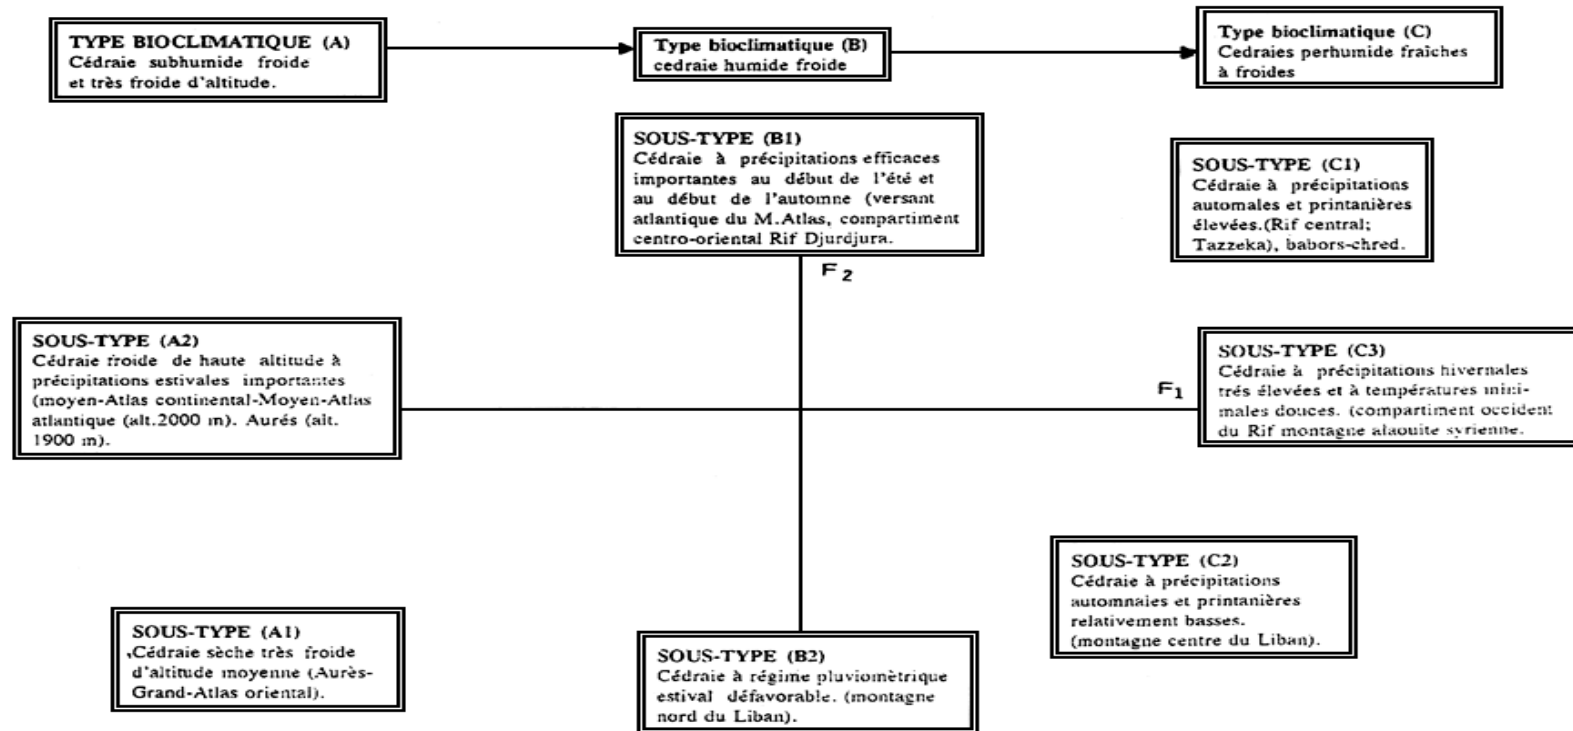 TYPE BIOCLIMATIQUE (A)
Cédraie subhumide froide
et très froide d'altitude.
Type bioclimatique (B)
cedraie humide froide
Type bioclimatique (C)
Cedraies perhumide fraîches
à froides
SOUS-TYPE (B1)
Cédraie à précipitations efficaces
importantes au début de l'été et
au début de l'automne (versant
atlantique du M.Atlas, compartiment
centro-oriental Rif Djurdjura.
SOUS-TYPE (C1)
Cédraie à précipitations
automales et printanières
élevées.(Rif central;
Tazzeka), babors-chred.
F2
SOUS-TYPE (A2)
Cédraie froide de haute altitude à
précipitations estivales importantes
(moyen-Atlas continental-Moyen-Atlas
atlantique (alt.2000 m). Aurés (alt.
1900 m).
F1
SOUS-TYPE (C3)
Cédraie à précipitations hivernales
trés élevées et à températures mini-
males douces. (compartiment occident
du Rif montagne alaouite syrienne.
SOUS-TYPE (C2)
Cédraie à précipitations
automnaies et printanières
relativement basses.
(montagne centre du Liban).
SOUS-TYPE (A1)
Cédraie sèche très froide
d'altitude moyenne (Aurès-
Grand-Atlas oriental).
SOUS-TYPE (B2)
Cédraie à régime pluviomètrique
estival défavorable. (montagne
nord du Liban).